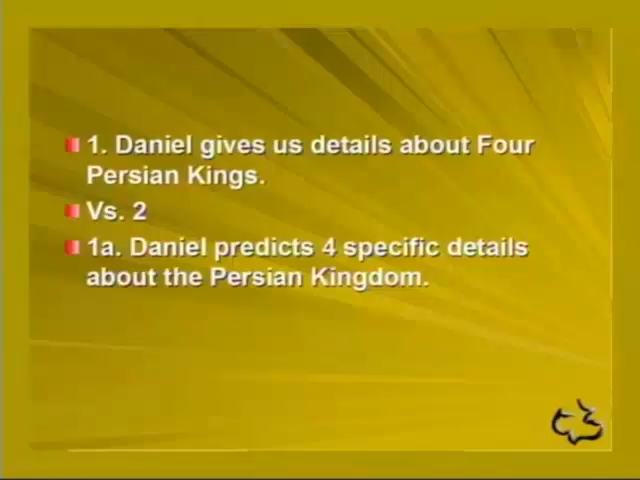 1. Daniel gives us details about Four
Persian Kings.
Vs. 2
1a. Daniel predicts 4 specific details
about the Persian Kingdom.